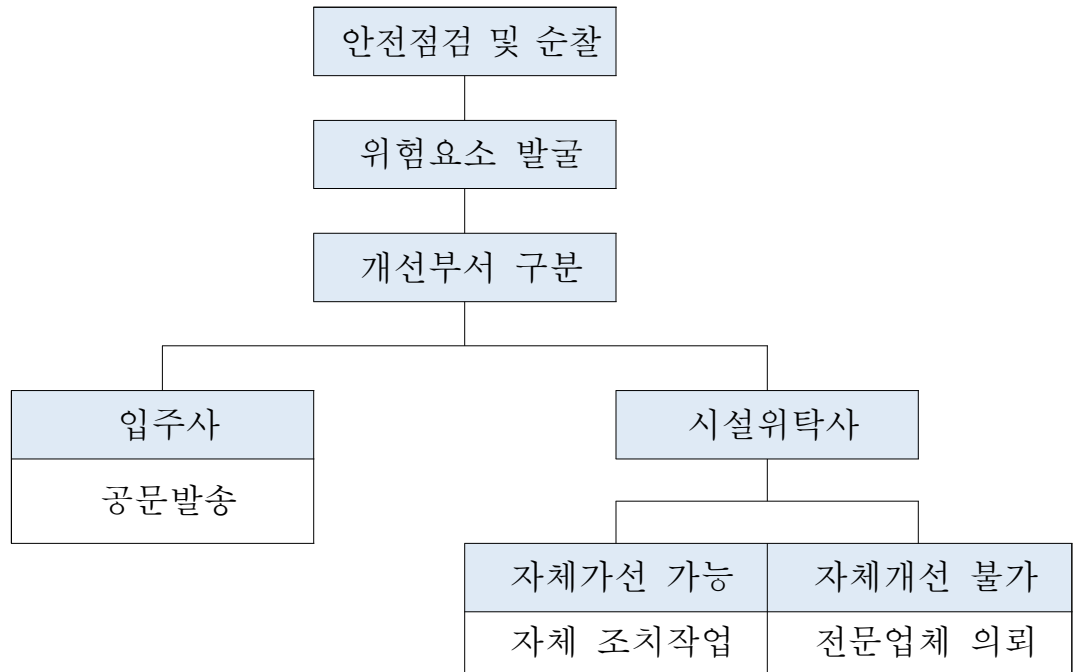 안전점검 및 순찰
위험요소 발굴
개선부서 구분
입주사
시설위탁사
공문발송
자체가선 가능
자체개선 불가
자체 조치작업
전문업체 의뢰